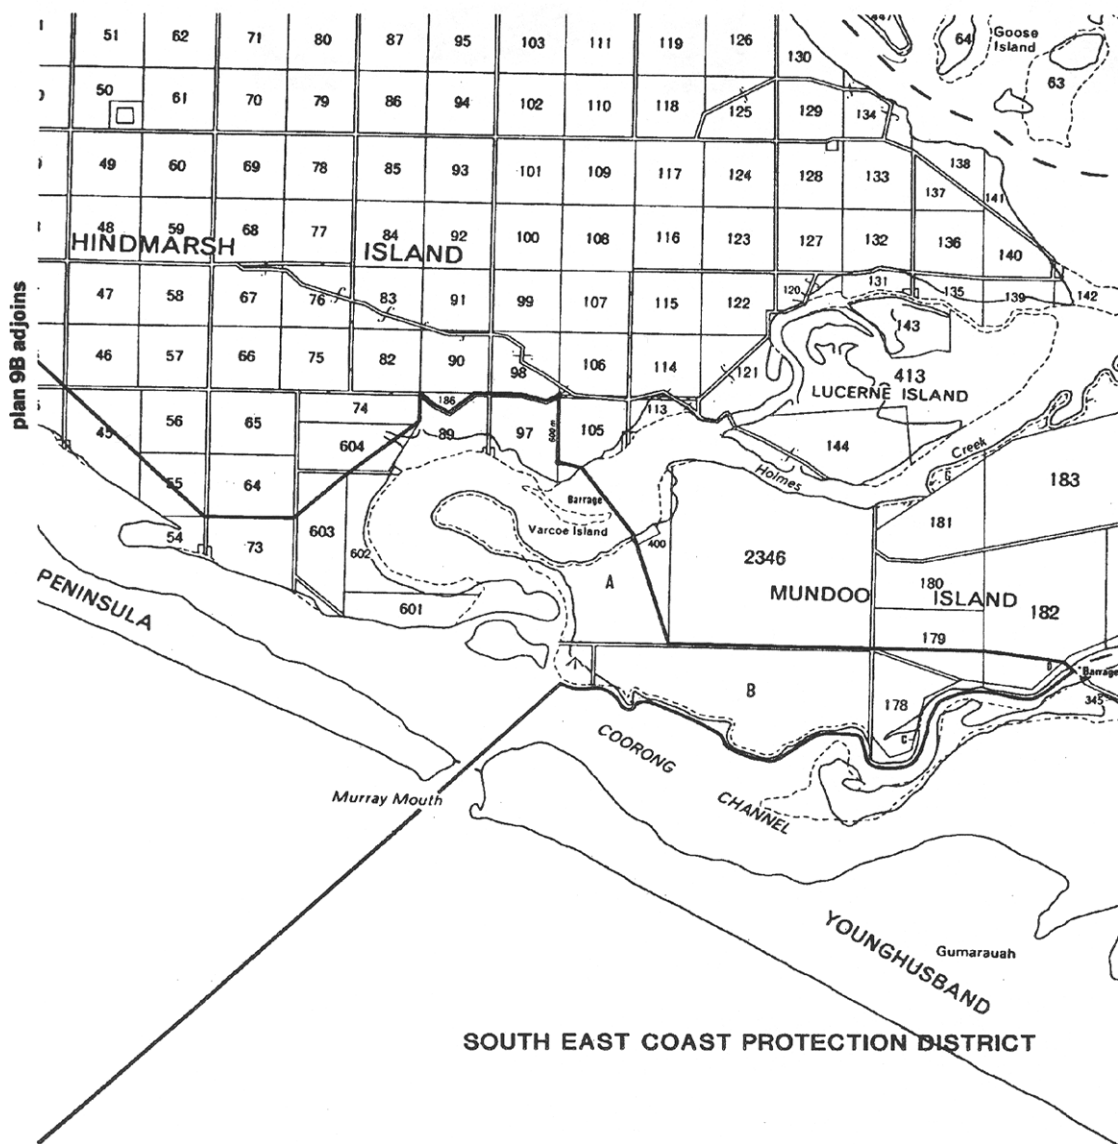 51 62 71 80 87 95 103 111 119 126 130 64 Goose
Island
63
50 61 70 79 86 94 102 110 118 125 129 134
49 60 69 78 85 93 101 109 117 124 128 133 138
137 141
48 59 68 77 84 92 100 108 116 123 127 132 136 140
HINDMARSH ISLAND
47 58 67 76 83 91 99 107 115 122 120 131 135 139 142
143
plan 9B adjoins
46 57 66 75 82 90 98 106 114 121 413
LUCERNE ISLAND
74 186 113
56 65 604 89 97 600m 105 144
45
Creek
55 64 Holmes G 183
Barrage
54 73 603 602 Varcoe Island 400 2346 181
A 180
PENINSULA
MUNDOO ISLAND
601 182
179
B Barrage
178 345
C
COORONG
CHANNEL
Murray Mouth
YOUNGHUSBAND
Gumarauah
SOUTH EAST COAST PROTECTION DISTRICT